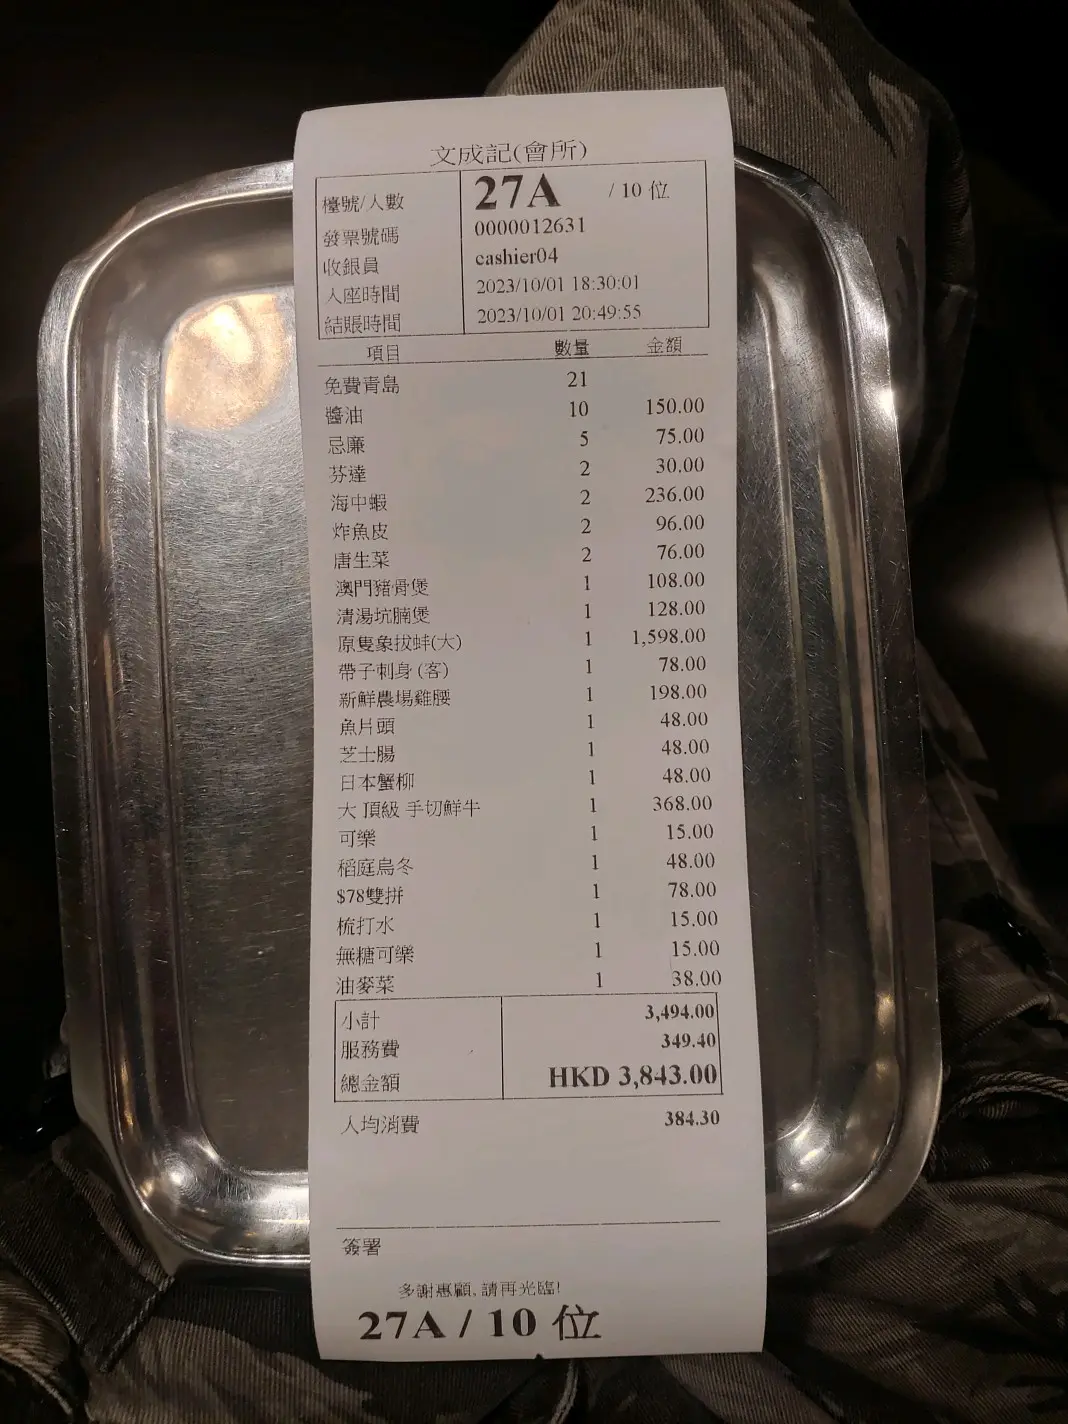 文成記(會所)
檯號/人數 27A / 10 位
發票號碼 0000012631
收銀員 cashier04
入座時間 2023/10/01 18:30:01
結賬時間 2023/10/01 20:49:55
項目 數量 金額
免費青島 21
醬油 10 150.00
忌廉 5 75.00
芬達 2 30.00
海中蝦 2 236.00
炸魚皮 2 96.00
唐生菜 2 76.00
澳門豬骨煲 1 108.00
清湯坑腩煲 1 128.00
原隻象拔蚌(大) 1 1,598.00
帶子刺身 (客) 1 78.00
新鮮農場雞腰 1 198.00
魚片頭 1 48.00
芝士腸 1 48.00
日本蟹柳 1 48.00
大 頂級 手切鮮牛 1 368.00
可樂 1 15.00
稻庭烏冬 1 48.00
$78雙拼 1 78.00
梳打水 1 15.00
無糖可樂 1 15.00
油麥菜 1 38.00
小計 3,494.00
服務費 349.40
總金額 HKD 3,843.00
人均消費 384.30
簽署
多謝惠顧, 請再光臨!
27A / 10 位